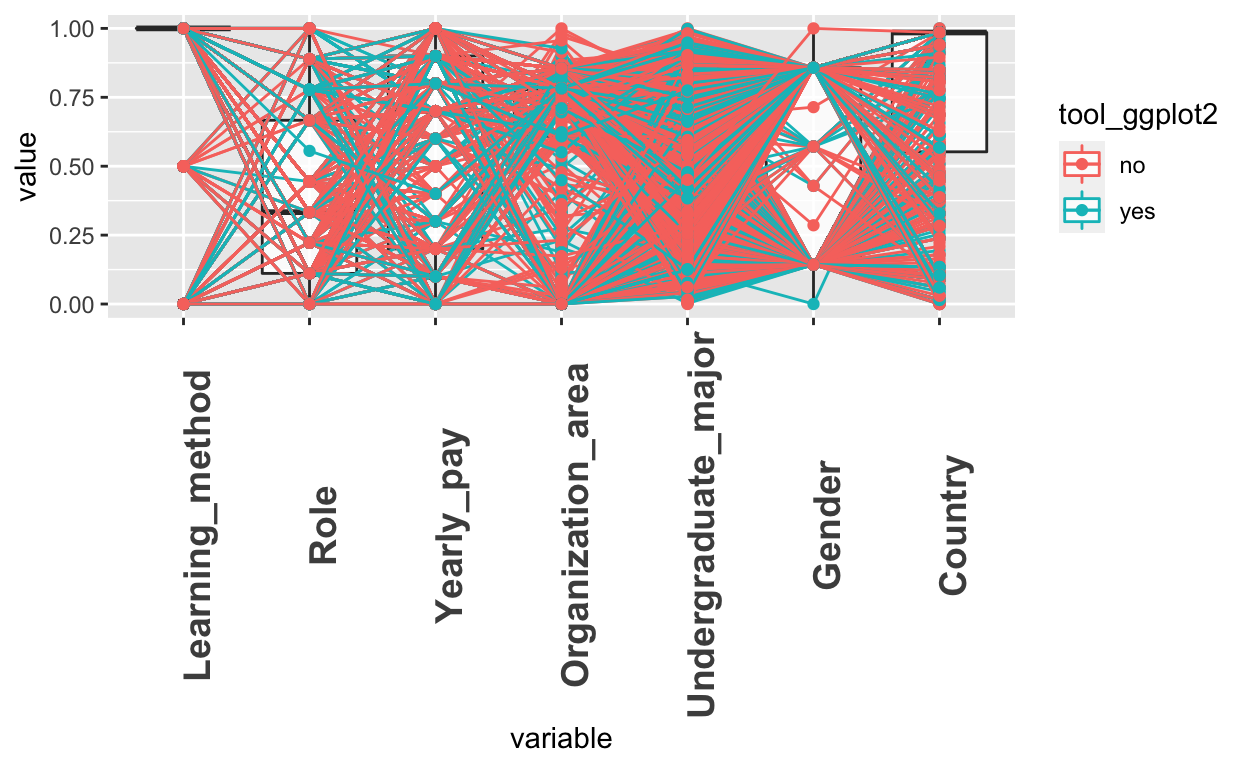 1.00
0.75
0.50
0.25
0.00
value
Learning_method
Role
Yearly_pay
Organization_area
Undergraduate_major
Gender
Country
variable
tool_ggplot2
no
yes